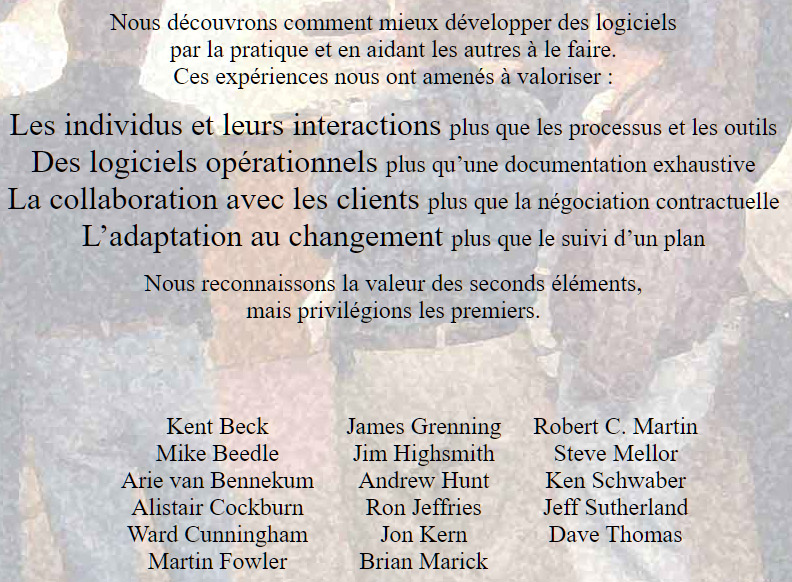 Nous découvrons comment mieux développer des logiciels
par la pratique et en aidant les autres à le faire.
Ces expériences nous ont amenés à valoriser :
Les individus et leurs interactions plus que les processus et les outils
Des logiciels opérationnels plus qu’une documentation exhaustive
La collaboration avec les clients plus que la négociation contractuelle
L’adaptation au changement plus que le suivi d’un plan
Nous reconnaissons la valeur des seconds éléments,
mais privilégions les premiers.
Kent Beck
Mike Beedle
Arie van Bennekum
Alistair Cockburn
Ward Cunningham
Martin Fowler
James Grenning
Jim Highsmith
Andrew Hunt
Ron Jeffries
Jon Kern
Brian Marick
Robert C. Martin
Steve Mellor
Ken Schwaber
Jeff Sutherland
Dave Thomas